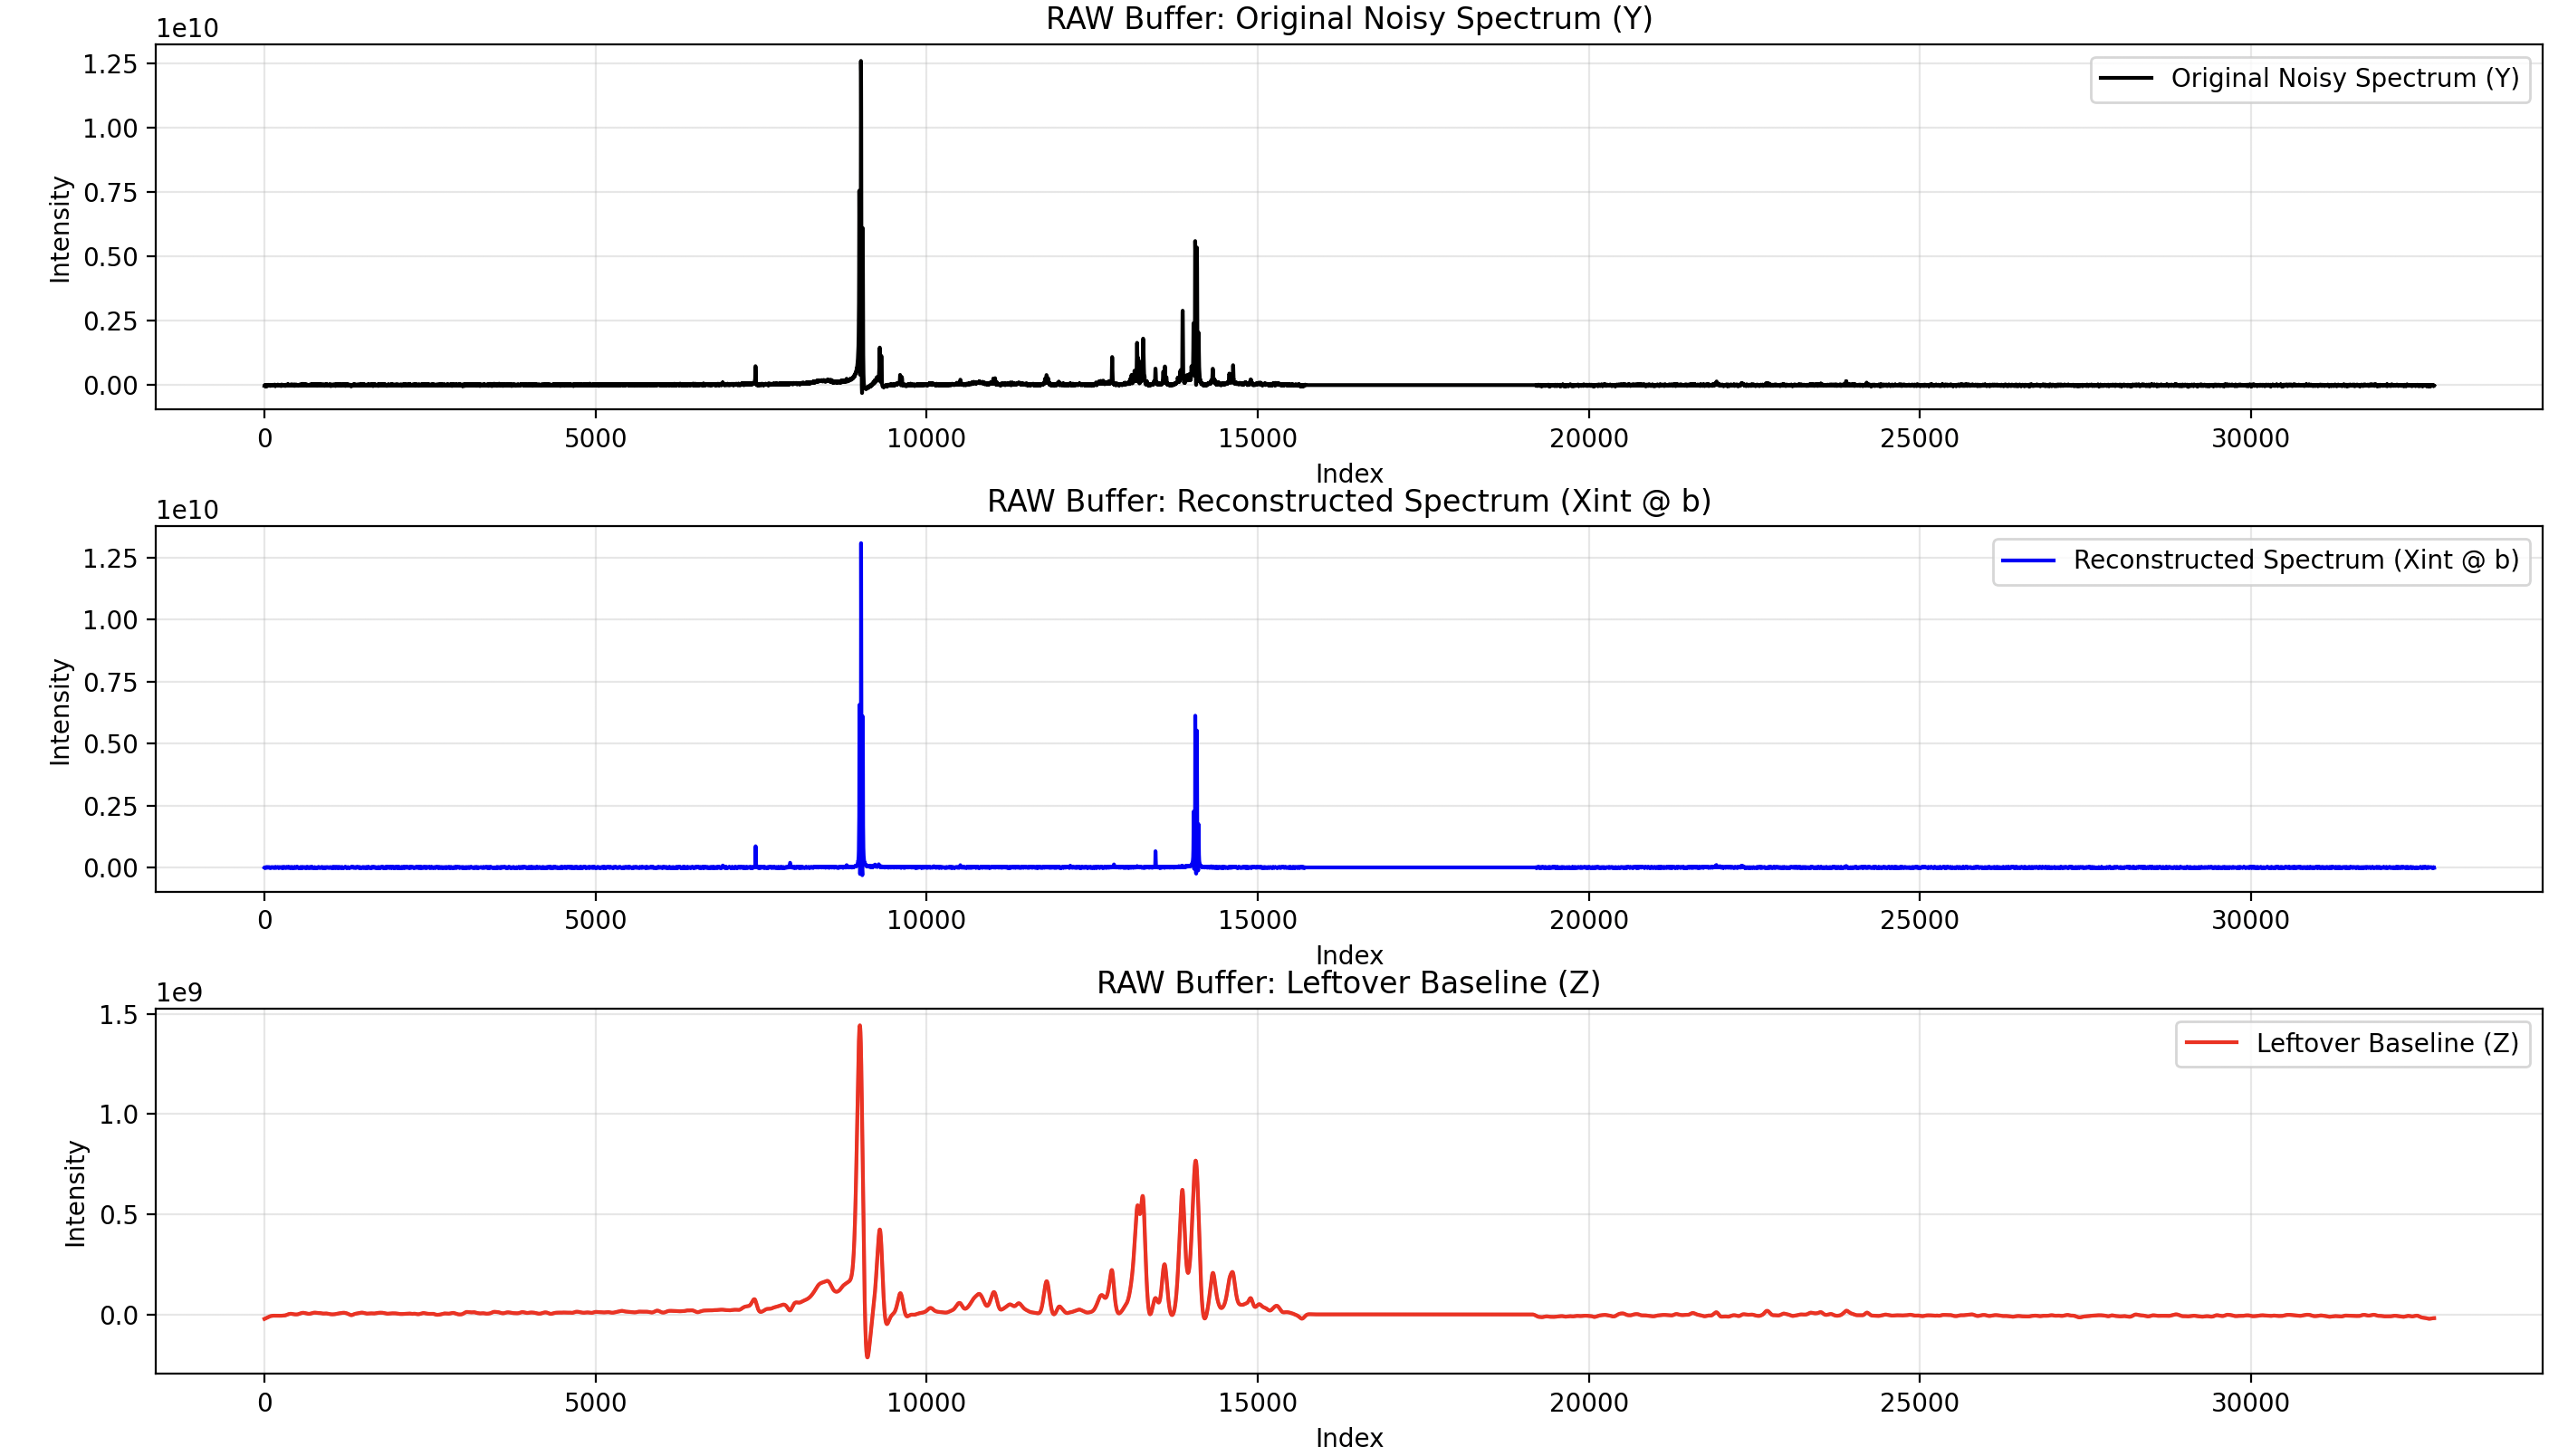 RAW Buffer: Original Noisy Spectrum (Y)
1e10
1.25
1.00
0.75
0.50
0.25
0.00
Intensity
Original Noisy Spectrum (Y)
0 5000 10000 15000 20000 25000 30000
Index
RAW Buffer: Reconstructed Spectrum (Xint @ b)
1e10
1.25
1.00
0.75
0.50
0.25
0.00
Intensity
Reconstructed Spectrum (Xint @ b)
0 5000 10000 15000 20000 25000 30000
Index
RAW Buffer: Leftover Baseline (Z)
1e9
1.5
1.0
0.5
0.0
Intensity
Leftover Baseline (Z)
0 5000 10000 15000 20000 25000 30000
Index